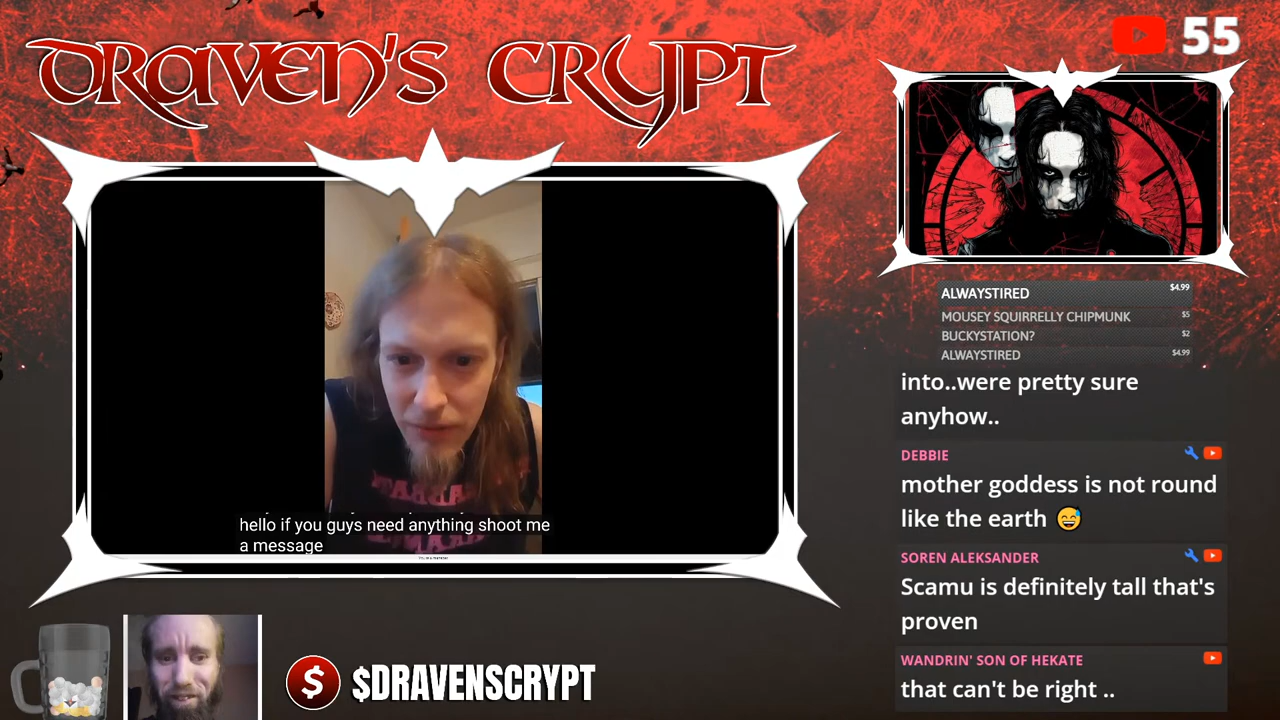 DRAVEN'S CRYPT
55
ALWAYSTIRED $4.99
MOUSEY SQUIRRELLY CHIPMUNK $5
BUCKYSTATION? $2
ALWAYSTIRED $4.99
into..were pretty sure
anyhow..
DEBBIE
mother goddess is not round
like the earth 😅
SOREN ALEKSANDER
Scamu is definitely tall that's
proven
WANDRIN' SON OF HEKATE
that can't be right ..
hello if you guys need anything shoot me
a message
$ $DRAVENSCRYPT